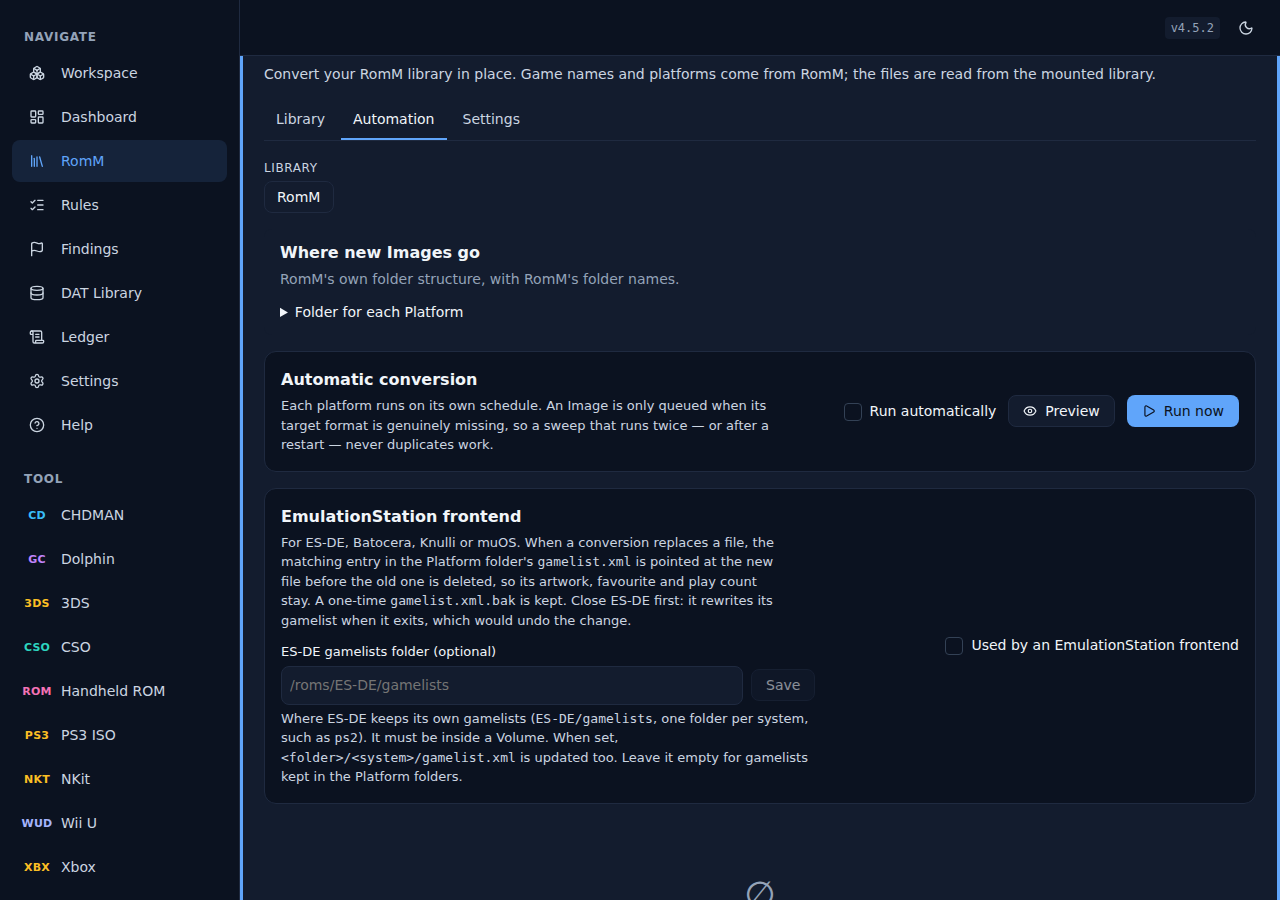 NAVIGATE
Workspace
Dashboard
RomM
Rules
Findings
DAT Library
Ledger
Settings
Help
TOOL
CD CHDMAN
GC Dolphin
3DS 3DS
CSO CSO
ROM Handheld ROM
PS3 PS3 ISO
NKT NKit
WUD Wii U
XBX Xbox
v4.5.2
Convert your RomM library in place. Game names and platforms come from RomM; the files are read from the mounted library.
Library Automation Settings
LIBRARY
RomM
Where new Images go
RomM's own folder structure, with RomM's folder names.
Folder for each Platform
Automatic conversion
Each platform runs on its own schedule. An Image is only queued when its
target format is genuinely missing, so a sweep that runs twice — or after a
restart — never duplicates work.
Run automatically Preview Run now
EmulationStation frontend
For ES-DE, Batocera, Knulli or muOS. When a conversion replaces a file, the
matching entry in the Platform folder's gamelist.xml is pointed at the new
file before the old one is deleted, so its artwork, favourite and play count
stay. A one-time gamelist.xml.bak is kept. Close ES-DE first: it rewrites its
gamelist when it exits, which would undo the change.
ES-DE gamelists folder (optional)
/roms/ES-DE/gamelists Save
Where ES-DE keeps its own gamelists (ES-DE/gamelists, one folder per system,
such as ps2). It must be inside a Volume. When set,
<folder>/<system>/gamelist.xml is updated too. Leave it empty for gamelists
kept in the Platform folders.
Used by an EmulationStation frontend